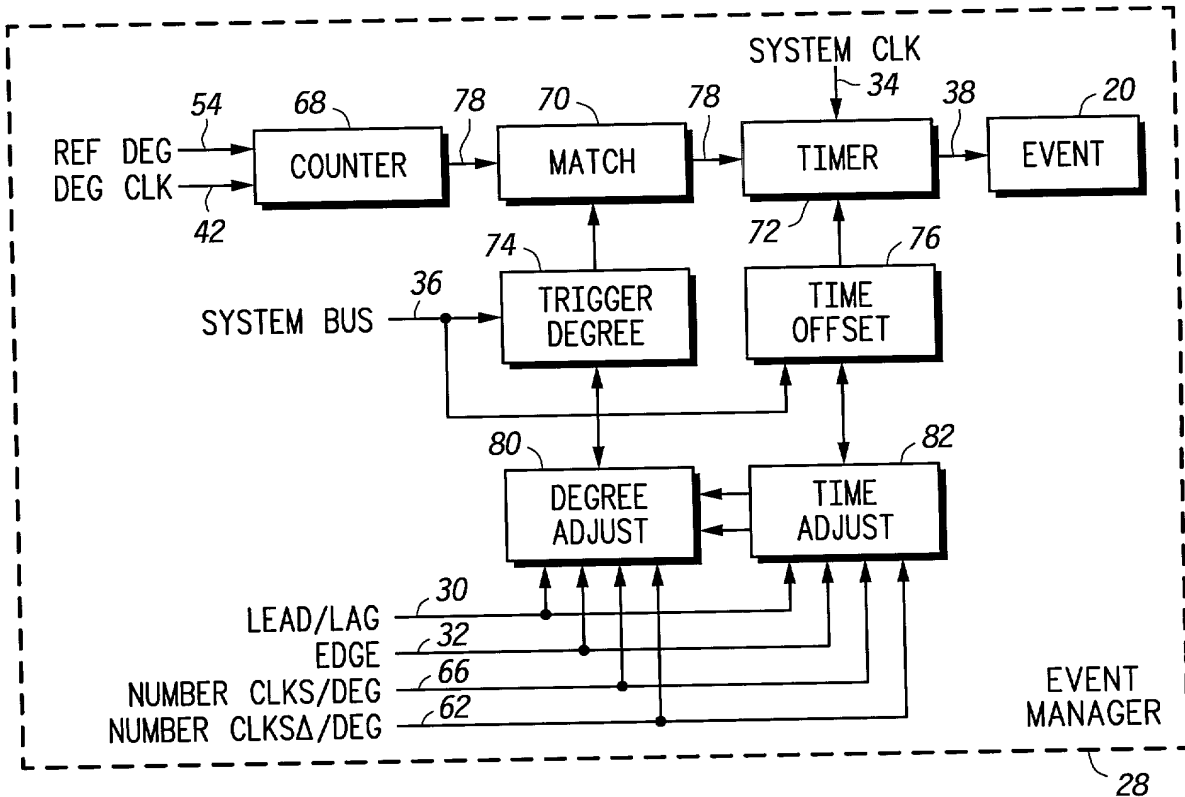 SYSTEM CLK
34
54
68
78
70
78
38
20
REF DEG
DEG CLK
COUNTER
MATCH
TIMER
EVENT
42
74
72
76
36
SYSTEM BUS
TRIGGER
DEGREE
TIME
OFFSET
80
82
DEGREE
ADJUST
TIME
ADJUST
LEAD/LAG
30
EDGE
32
NUMBER CLKS/DEG
66
NUMBER CLKSΔ/DEG
62
EVENT
MANAGER
28